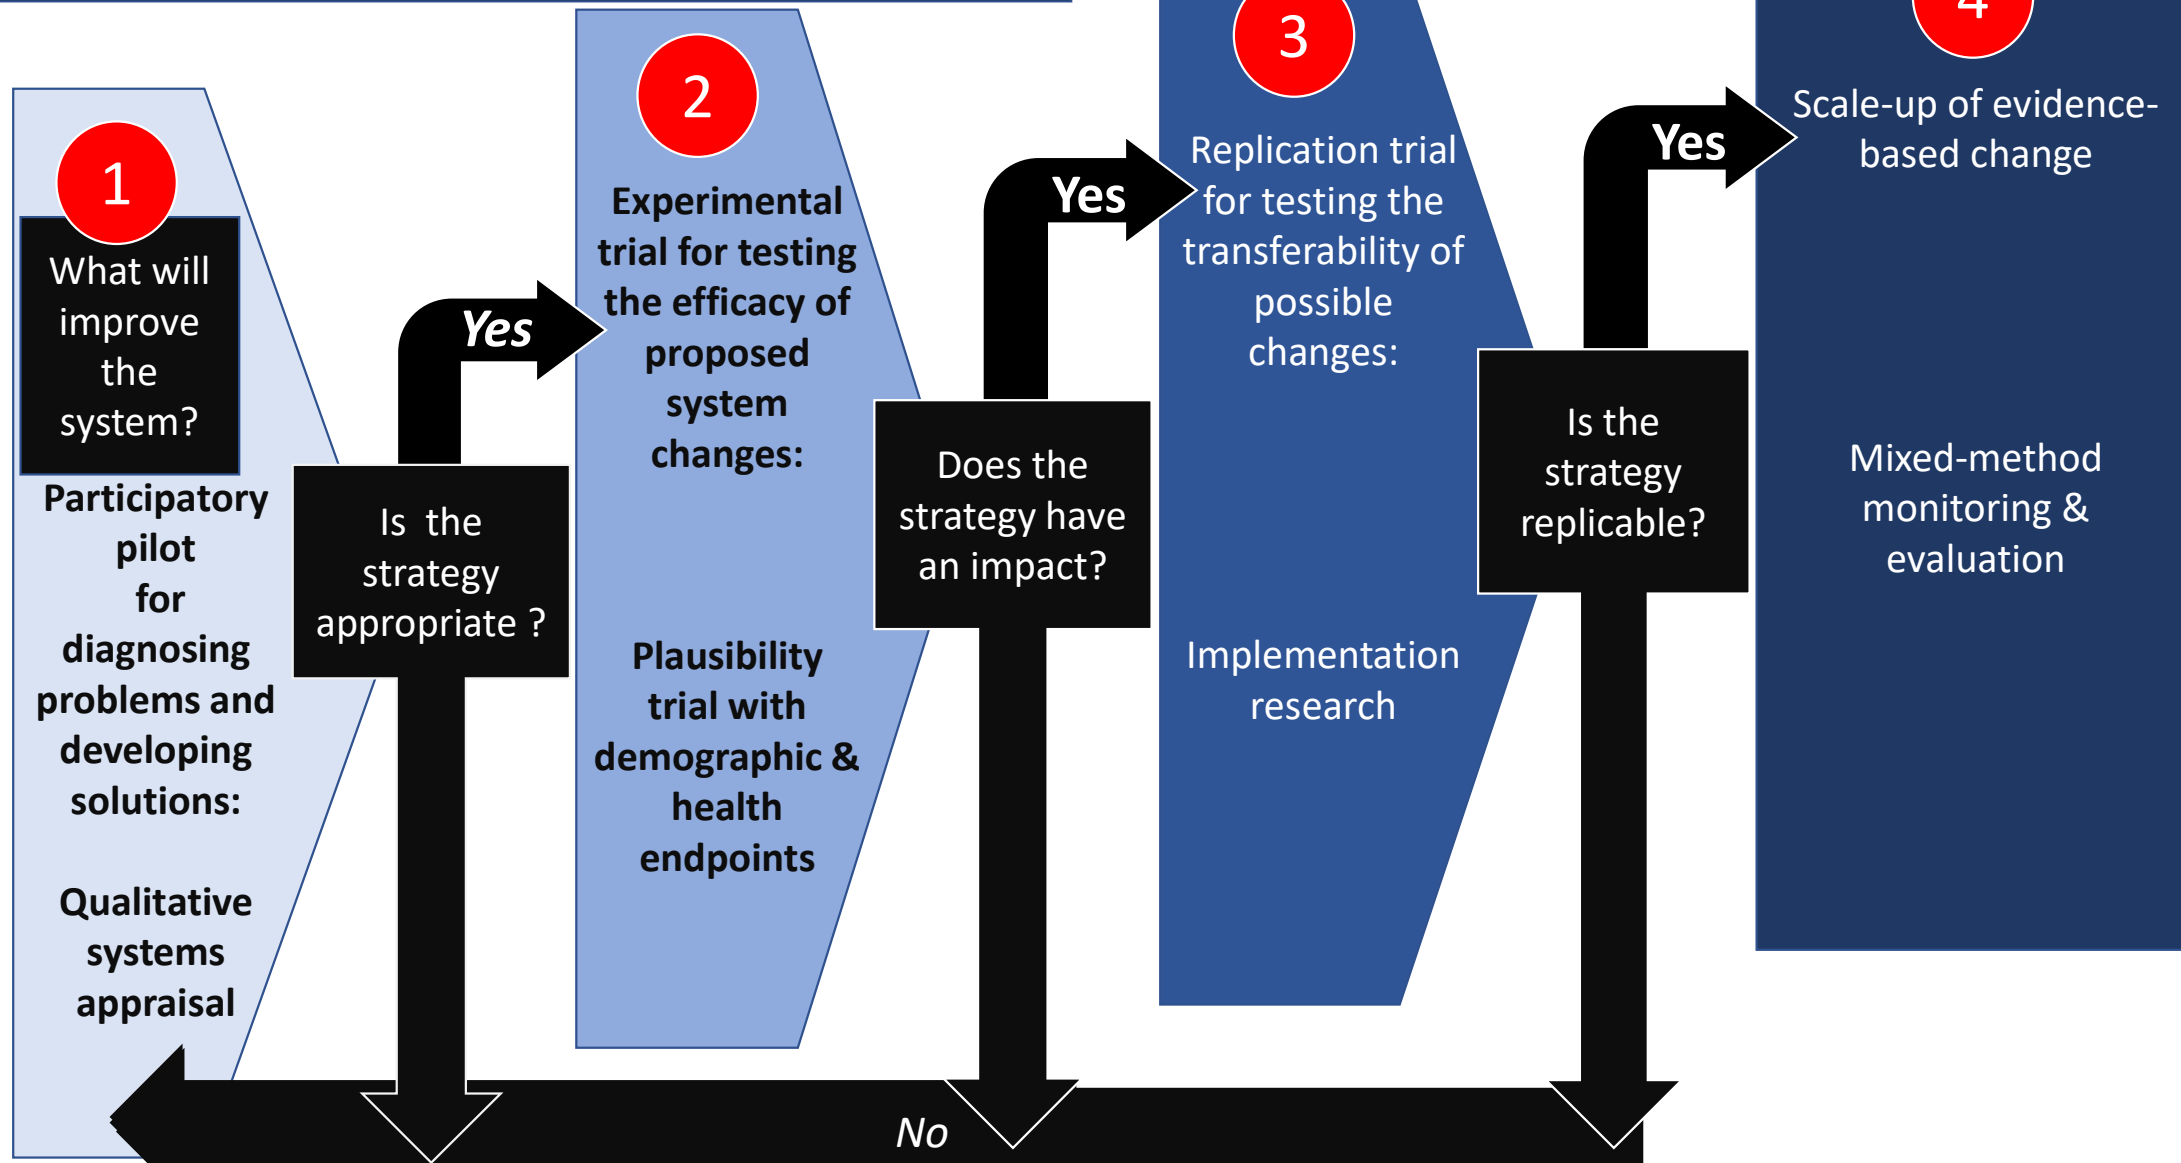 1
What will
improve
the
system?
Participatory
pilot
for
diagnosing
problems and
developing
solutions:
Qualitative
systems
appraisal
Is the
strategy
appropriate ?
Yes
2
Experimental
trial for testing
the efficacy of
proposed
system
changes:
Plausibility
trial with
demographic &
health
endpoints
Does the
strategy have
an impact?
Yes
3
Replication trial
for testing the
transferability of
possible
changes:
Implementation
research
Is the
strategy
replicable?
Yes
4
Scale-up of evidence-
based change
Mixed-method
monitoring &
evaluation
No